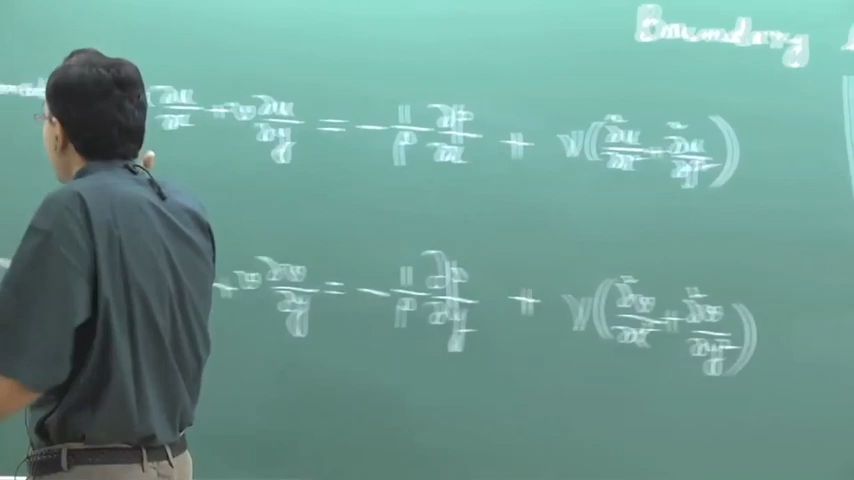 Boundary
∂u/∂x + v ∂u/∂y = - 1/ρ ∂p/∂x + ν ( ∂²u/∂x² + ∂²u/∂y² )
+ v ∂v/∂y = - 1/ρ ∂p/∂y + ν ( ∂²v/∂x² + ∂²v/∂y² )